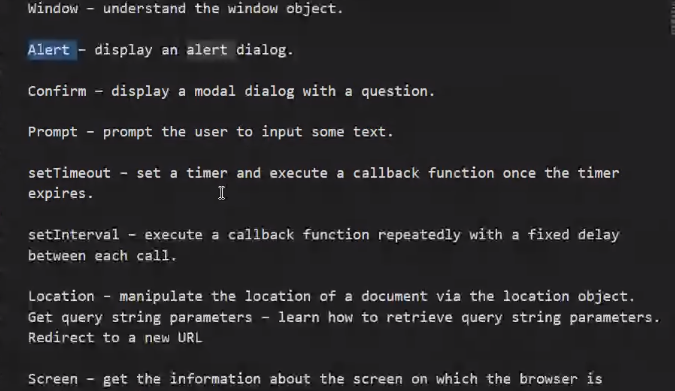 Window – understand the window object.
Alert – display an alert dialog.
Confirm – display a modal dialog with a question.
Prompt – prompt the user to input some text.
setTimeout – set a timer and execute a callback function once the timer
expires.
setInterval – execute a callback function repeatedly with a fixed delay
between each call.
Location – manipulate the location of a document via the location object.
Get query string parameters – learn how to retrieve query string parameters.
Redirect to a new URL
Screen – get the information about the screen on which the browser is